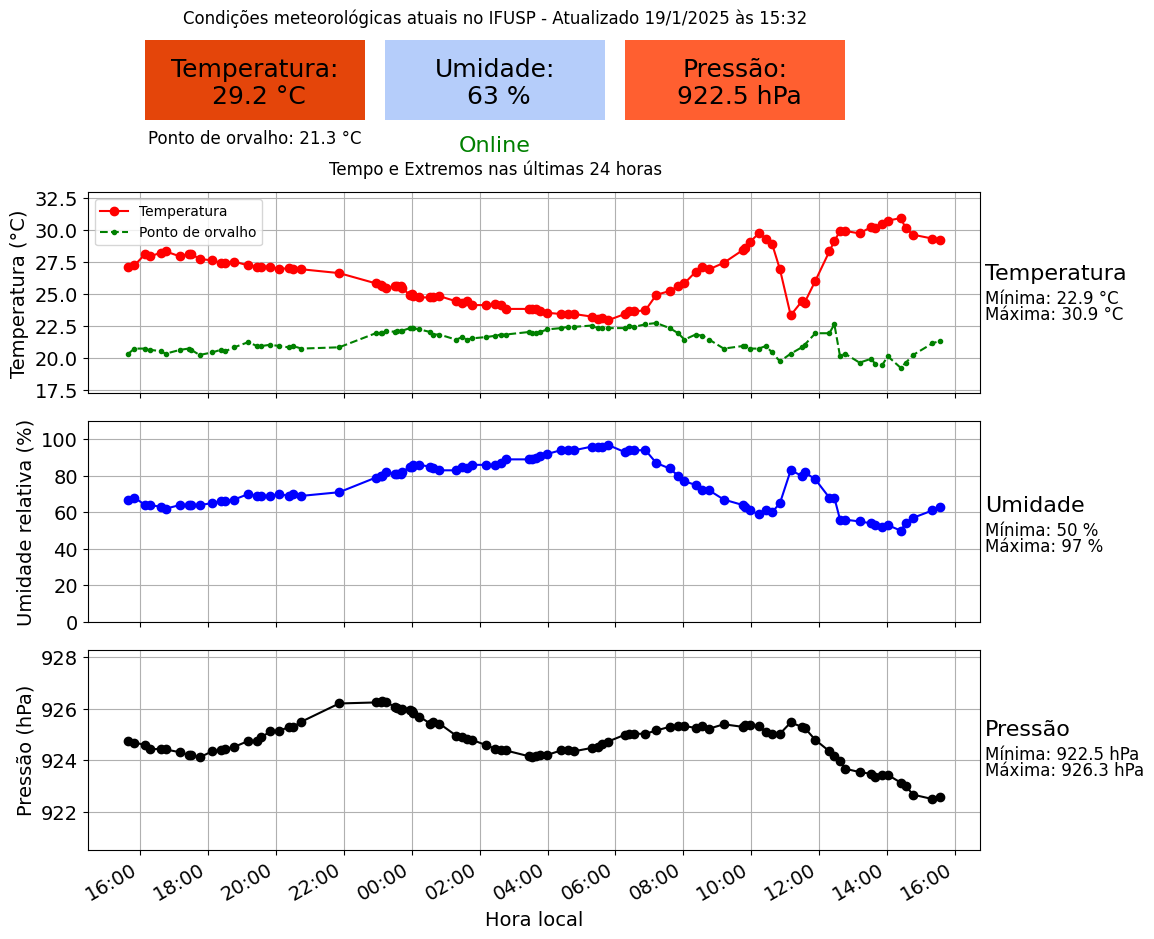 Condições meteorológicas atuais no IFUSP - Atualizado 19/1/2025 às 15:32
Temperatura:
29.2 °C
Umidade:
63 %
Pressão:
922.5 hPa
Ponto de orvalho: 21.3 °C
Online
Tempo e Extremos nas últimas 24 horas
Temperatura (°C)
32.5
30.0
27.5
25.0
22.5
20.0
17.5
Temperatura
Ponto de orvalho
Temperatura
Mínima: 22.9 °C
Máxima: 30.9 °C
Umidade relativa (%)
100
80
60
40
20
0
Umidade
Mínima: 50 %
Máxima: 97 %
Pressão (hPa)
928
926
924
922
Pressão
Mínima: 922.5 hPa
Máxima: 926.3 hPa
16:00 18:00 20:00 22:00 00:00 02:00 04:00 06:00 08:00 10:00 12:00 14:00 16:00
Hora local